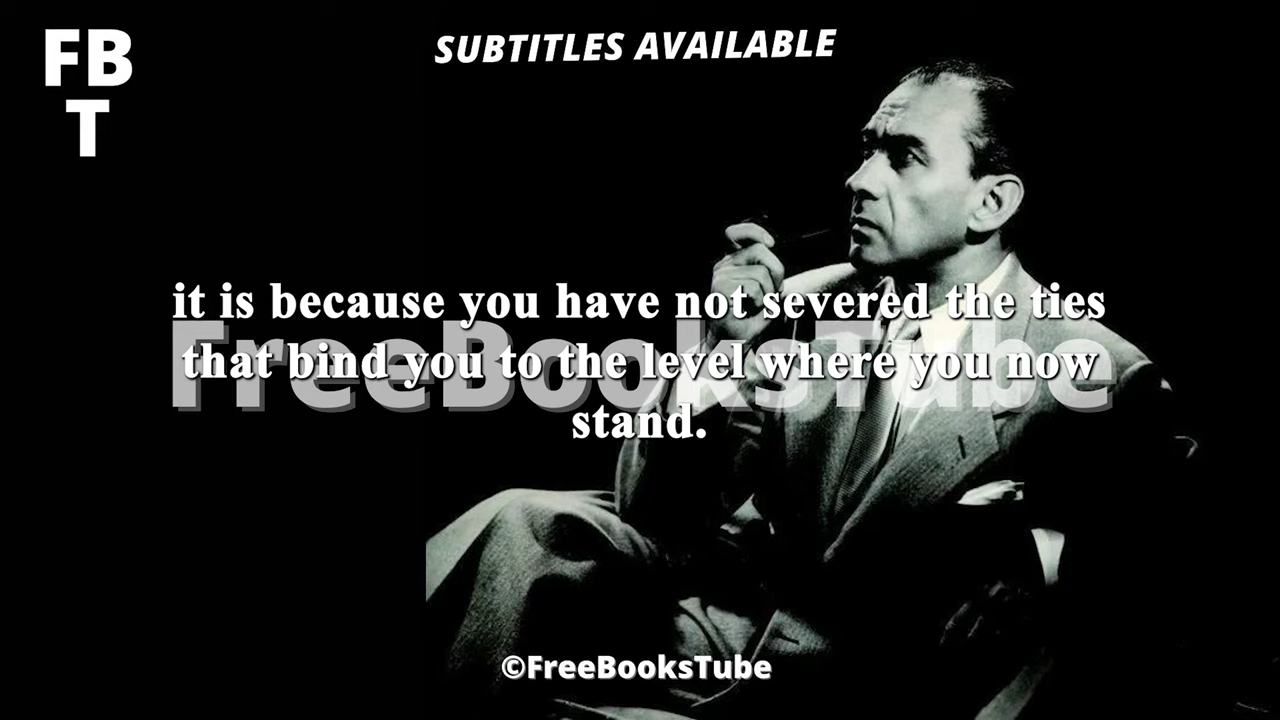 FB
T
SUBTITLES AVAILABLE
it is because you have not severed the ties
FreeBooksTube
that bind you to the level where you now
stand.
©FreeBooksTube